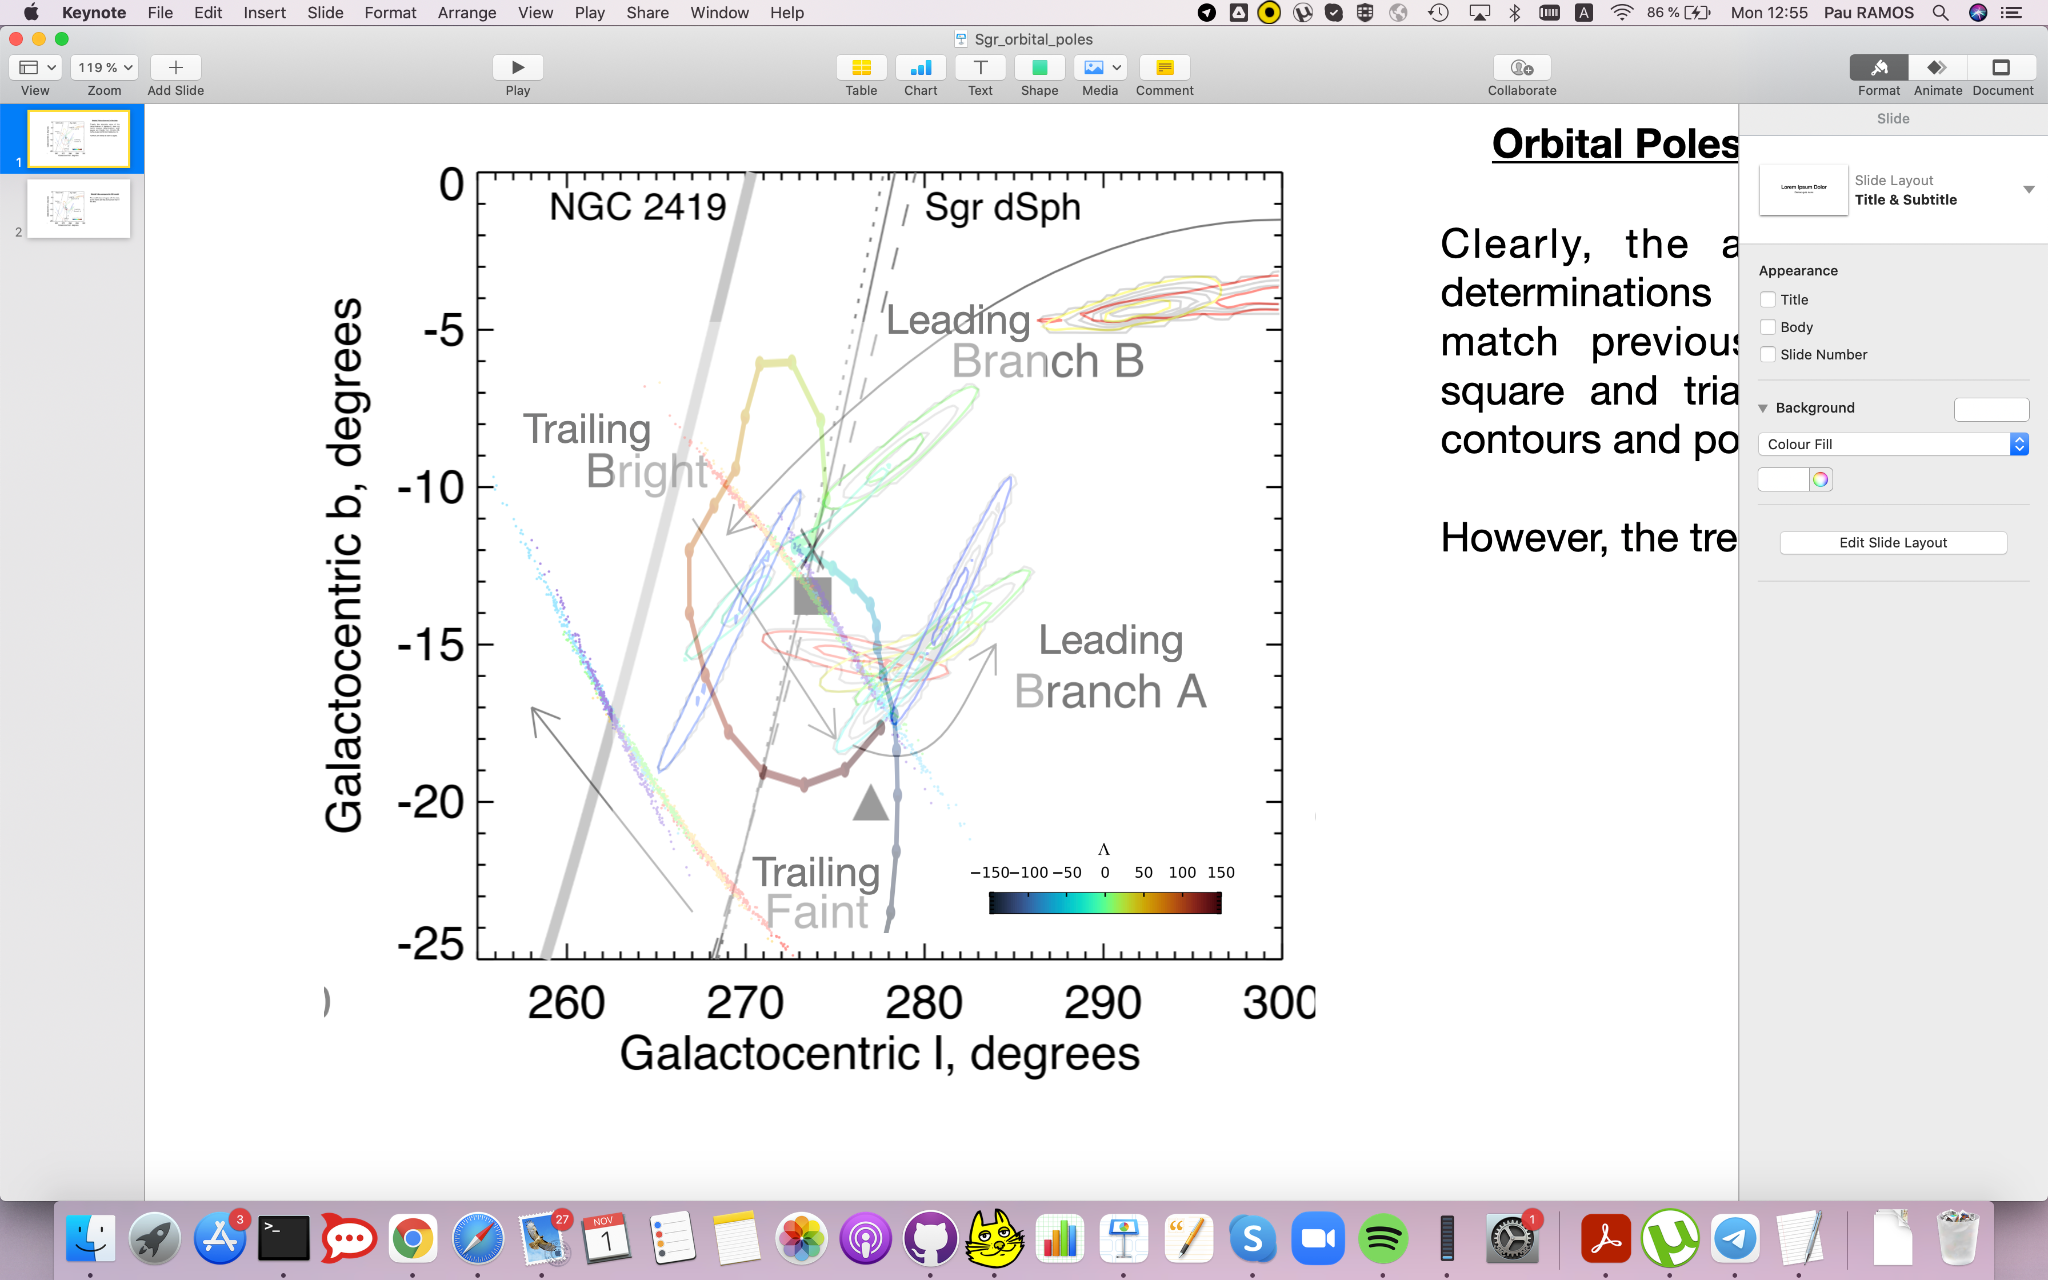 Keynote File Edit Insert Slide Format Arrange View Play Share Window Help
A 86 % Mon 12:55 Pau RAMOS
Sgr_orbital_poles
119 %
View Zoom Add Slide Play Table Chart Text Shape Media Comment Collaborate Format Animate Document
1
2
0
-5
-10
-15
-20
-25
Galactocentric b, degrees
NGC 2419
Sgr dSph
Leading
Branch B
Trailing
Bright
Leading
Branch A
Trailing
Faint
Λ
−150 −100 −50 0 50 100 150
260 270 280 290 300
)
Galactocentric l, degrees
Orbital Poles
Clearly, the a
determinations
match previous
square and tria
contours and po
However, the tre
Slide
Lorem Ipsum Dolor
Slide Layout
Title & Subtitle
Appearance
Title
Body
Slide Number
Background
Colour Fill
Edit Slide Layout
3
>_
27
NOV
1
S
1